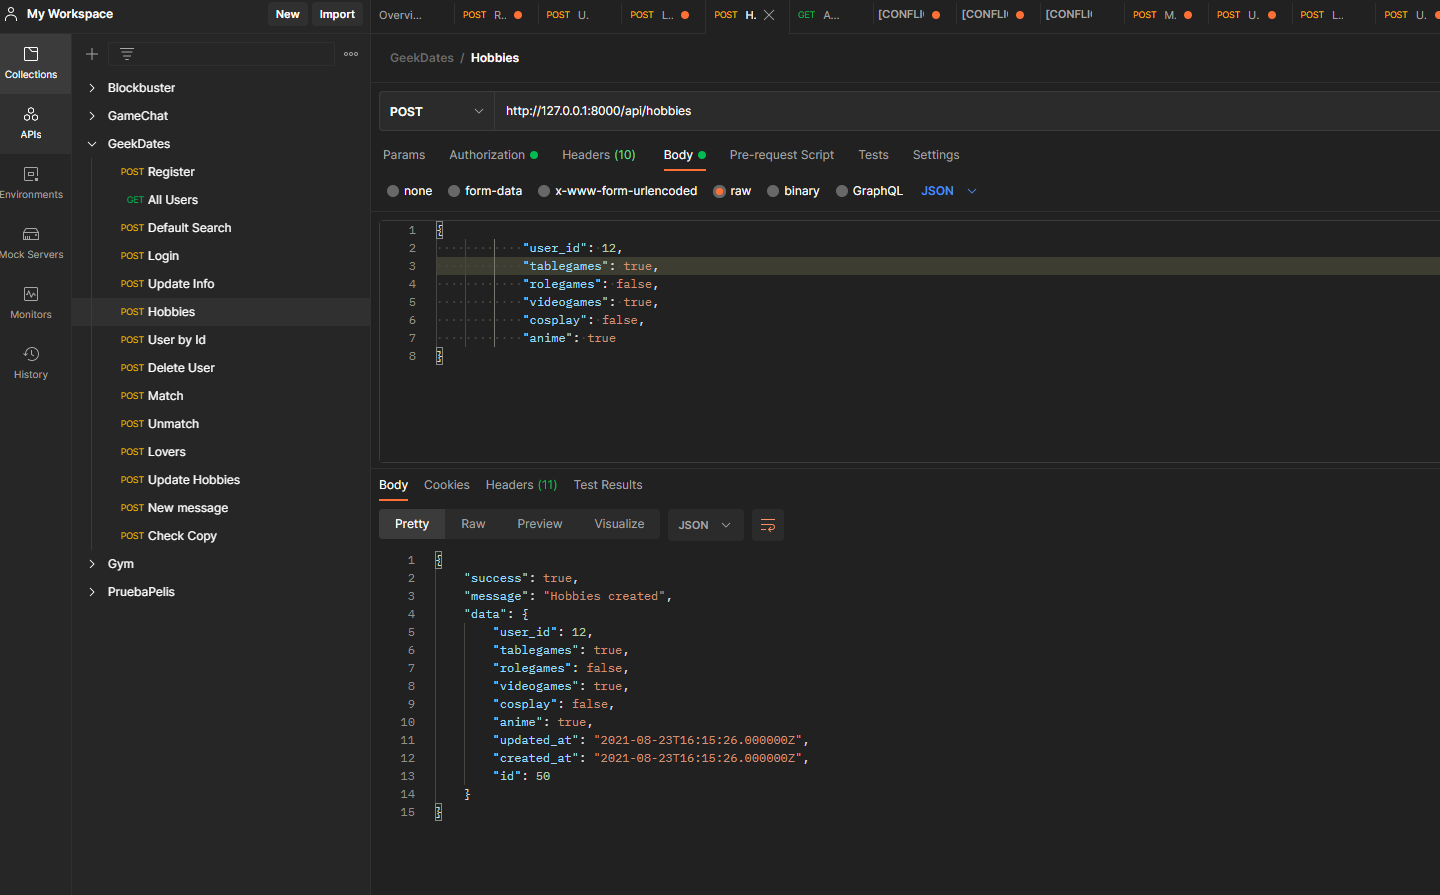 My Workspace
New
Import
Overvi...
POST R..
POST U.
POST L..
POST H.
GET A...
[CONFLI
[CONFLI
[CONFLI
POST M.
POST U.
POST L..
POST U.
Collections
APIs
Environments
Mock Servers
Monitors
History
Blockbuster
GameChat
GeekDates
POST Register
GET All Users
POST Default Search
POST Login
POST Update Info
POST Hobbies
POST User by Id
POST Delete User
POST Match
POST Unmatch
POST Lovers
POST Update Hobbies
POST New message
POST Check Copy
Gym
PruebaPelis
GeekDates / Hobbies
POST
http://127.0.0.1:8000/api/hobbies
Params Authorization Headers (10) Body Pre-request Script Tests Settings
none form-data x-www-form-urlencoded raw binary GraphQL JSON
1 {
2 "user_id": 12,
3 "tablegames": true,
4 "rolegames": false,
5 "videogames": true,
6 "cosplay": false,
7 "anime": true
8 }
Body Cookies Headers (11) Test Results
Pretty Raw Preview Visualize JSON
1 {
2 "success": true,
3 "message": "Hobbies created",
4 "data": {
5 "user_id": 12,
6 "tablegames": true,
7 "rolegames": false,
8 "videogames": true,
9 "cosplay": false,
10 "anime": true,
11 "updated_at": "2021-08-23T16:15:26.000000Z",
12 "created_at": "2021-08-23T16:15:26.000000Z",
13 "id": 50
14 }
15 }